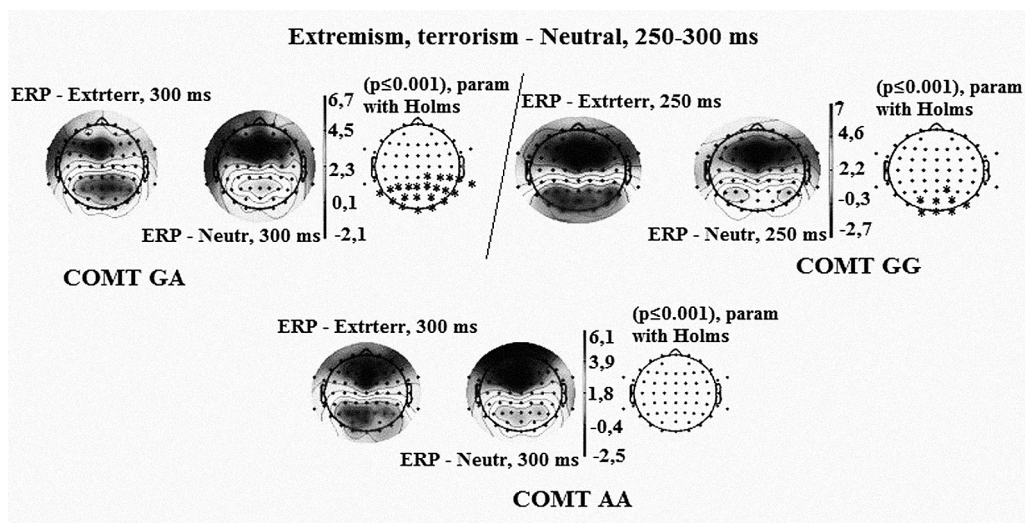 Extremism, terrorism - Neutral, 250-300 ms
ERP - Extrterr, 300 ms
(p≤0.001), param
with Holms
6,7
4,5
2,3
0,1
-2,1
ERP - Neutr, 300 ms
COMT GA
ERP - Extrterr, 250 ms
(p≤0.001), param
with Holms
7
4,6
2,2
-0,3
-2,7
ERP - Neutr, 250 ms
COMT GG
ERP - Extrterr, 300 ms
(p≤0.001), param
with Holms
6,1
3,9
1,8
-0,4
-2,5
ERP - Neutr, 300 ms
COMT AA